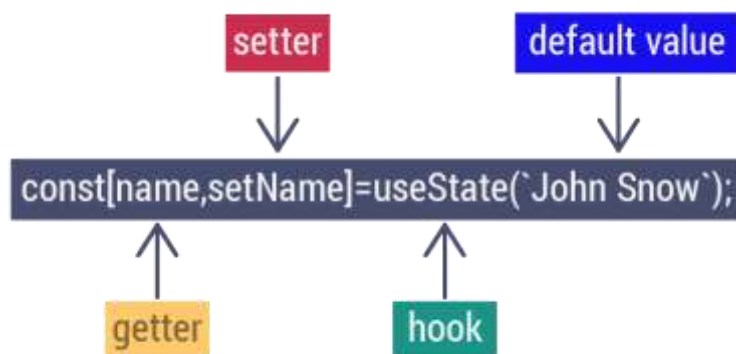 setter default value
const[name,setName]=useState(`John Snow`);
getter hook